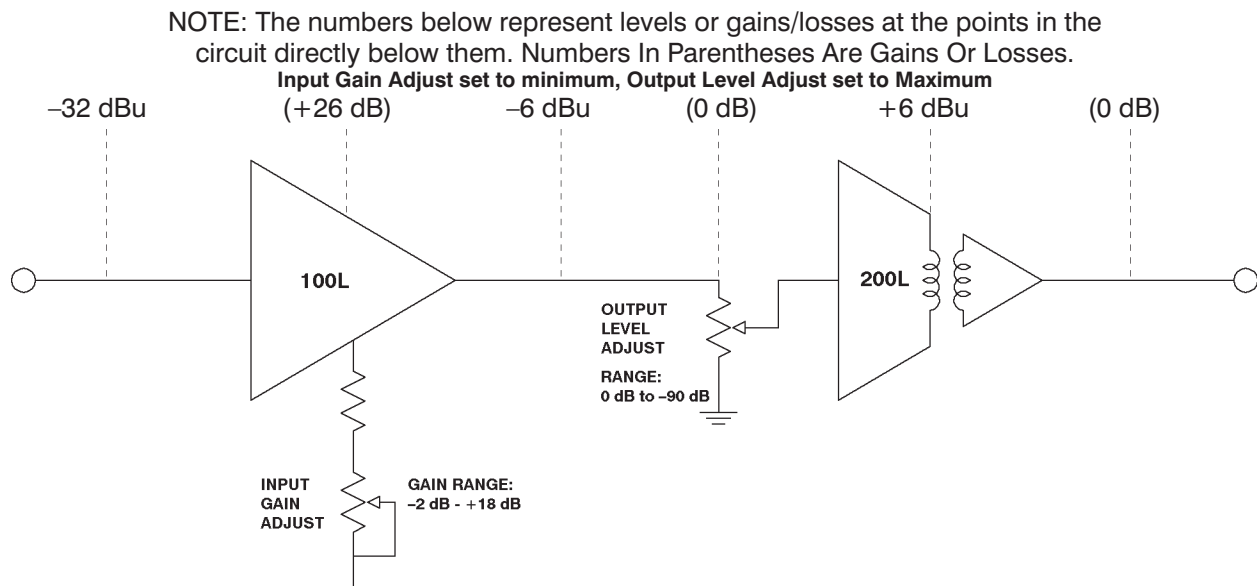 NOTE: The numbers below represent levels or gains/losses at the points in the
circuit directly below them. Numbers In Parentheses Are Gains Or Losses.
Input Gain Adjust set to minimum, Output Level Adjust set to Maximum
−32 dBu (+26 dB) −6 dBu (0 dB) +6 dBu (0 dB)
100L
200L
OUTPUT
LEVEL
ADJUST
RANGE:
0 dB to −90 dB
INPUT
GAIN
ADJUST
GAIN RANGE:
−2 dB - +18 dB